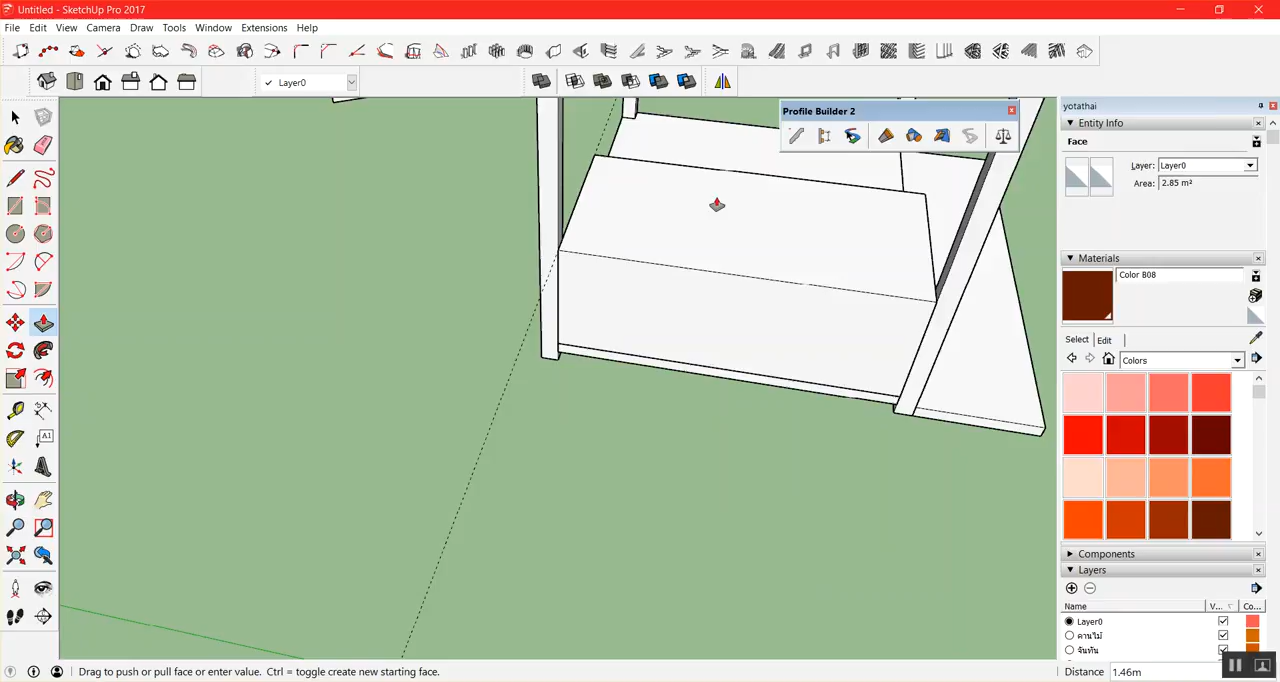 Untitled - SketchUp Pro 2017
File Edit View Camera Draw Tools Window Extensions Help
Layer0
Profile Builder 2
yotathai
Entity Info
Face
Layer: Layer0
Area: 2.85 m²
Materials
Color B08
Select Edit
Colors
A1
Components
Layers
Name V... Co...
Layer0
คานไม้
จันทัน
Drag to push or pull face or enter value. Ctrl = toggle create new starting face.
Distance 1.46m